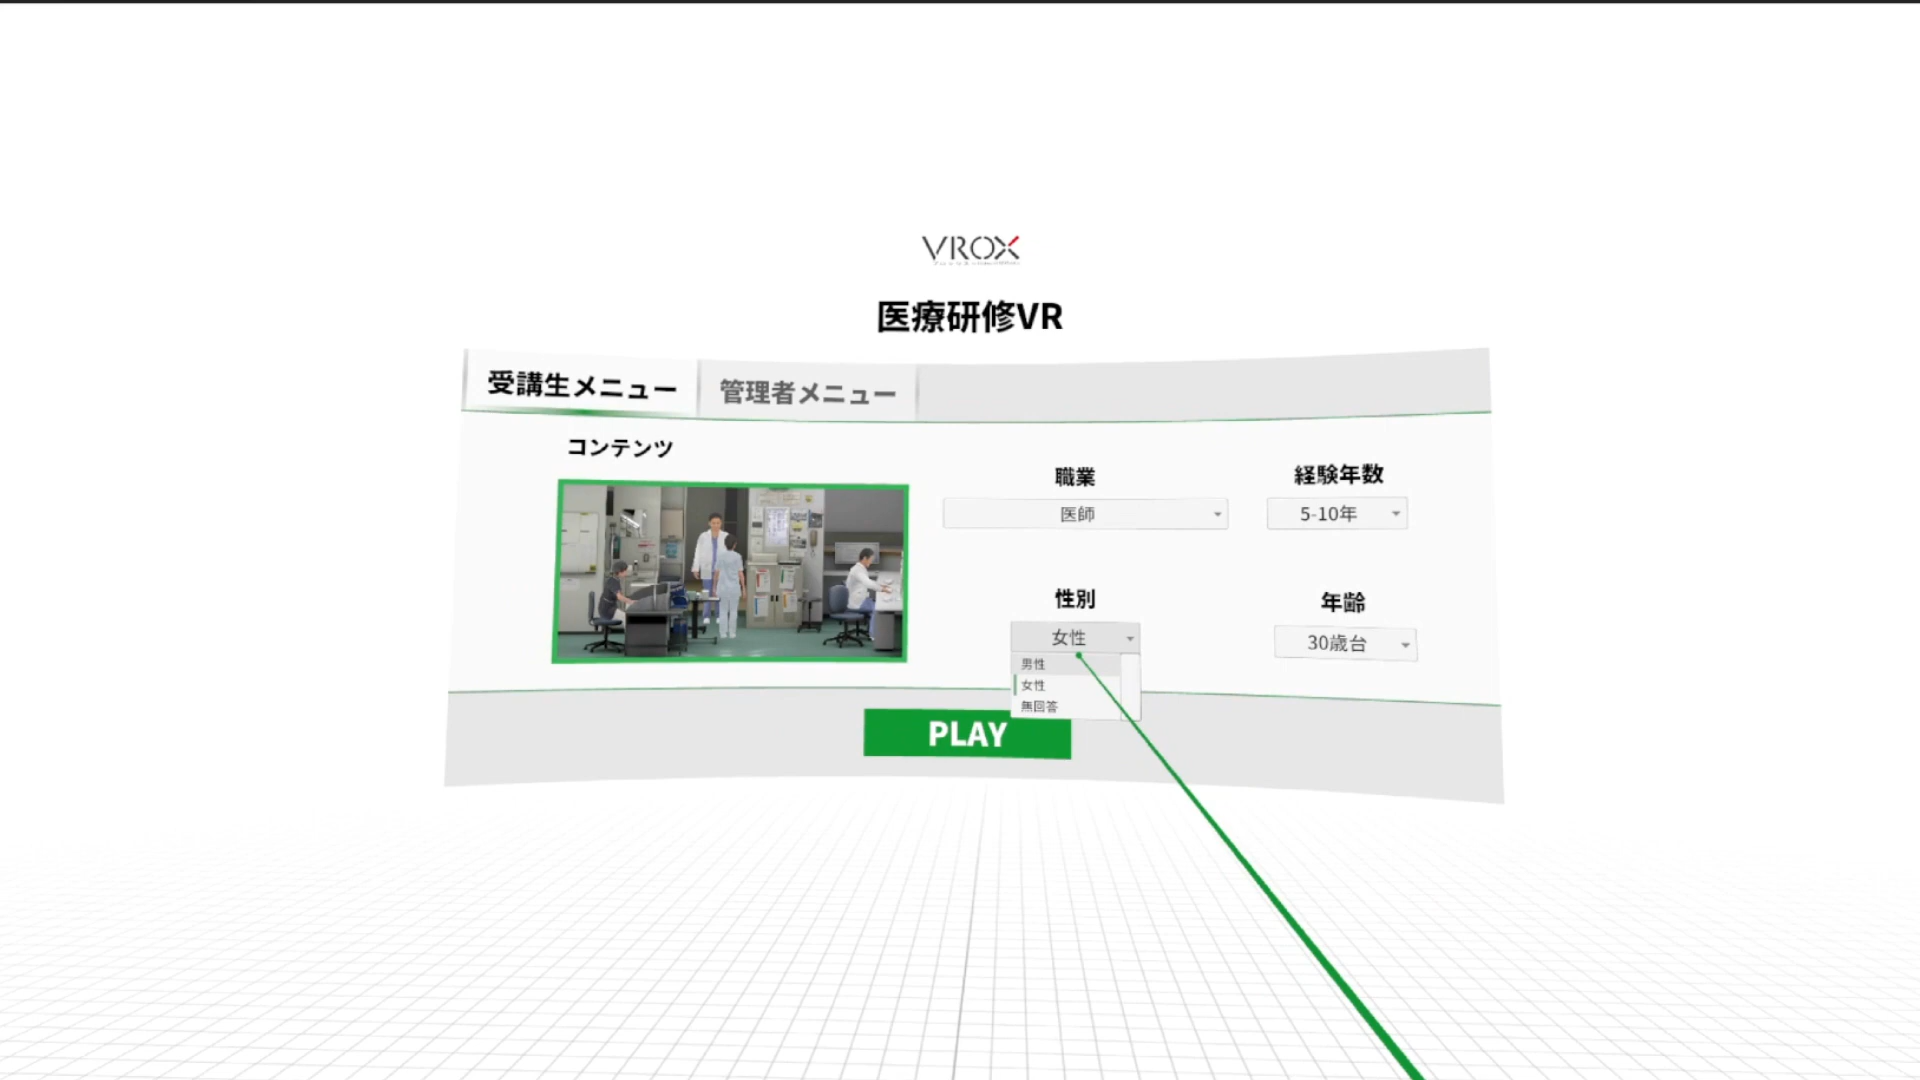 VROX
医療研修VR
受講生メニュー
管理者メニュー
コンテンツ
職業
医師
経験年数
5-10年
性別
女性
男性
女性
無回答
年齢
30歳台
PLAY